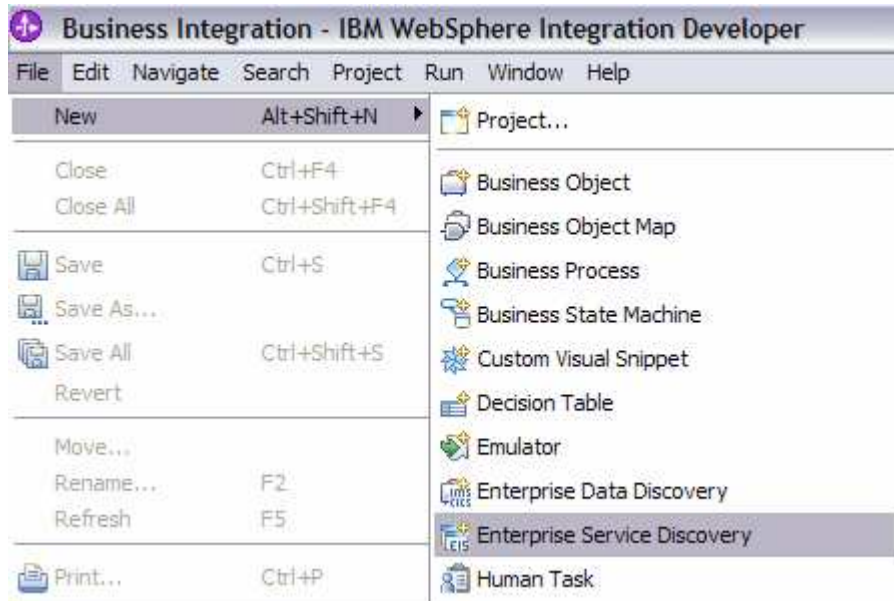 Business Integration - IBM WebSphere Integration Developer
File Edit Navigate Search Project Run Window Help
New Alt+Shift+N
Close Ctrl+F4
Close All Ctrl+Shift+F4
Save Ctrl+S
Save As...
Save All Ctrl+Shift+S
Revert
Move...
Rename... F2
Refresh F5
Print... Ctrl+P
Project...
Business Object
Business Object Map
Business Process
Business State Machine
Custom Visual Snippet
Decision Table
Emulator
IMS
CICS
Enterprise Data Discovery
EIS
Enterprise Service Discovery
Human Task